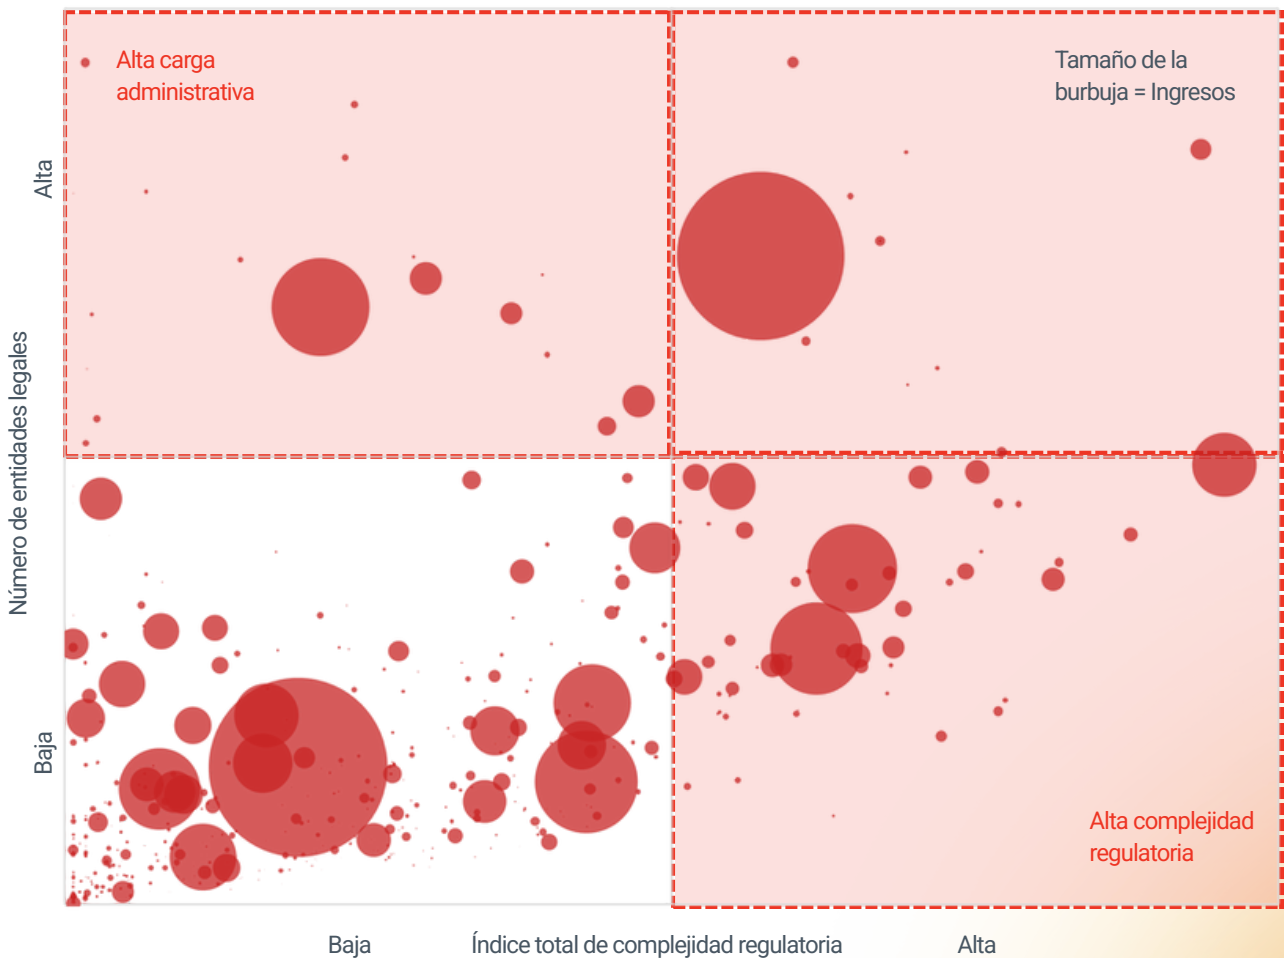 Alta carga
administrativa
Tamaño de la
burbuja = Ingresos
Alta
Número de entidades legales
Baja
Alta complejidad
regulatoria
Baja
Índice total de complejidad regulatoria
Alta